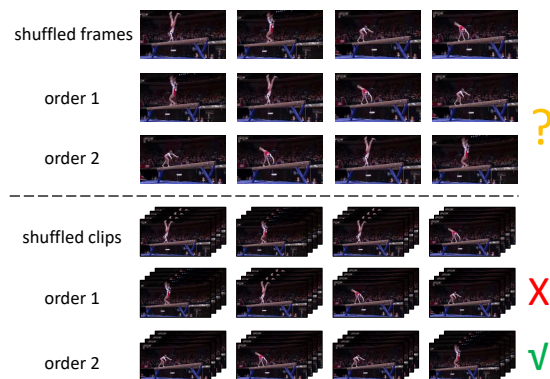 shuffled frames
order 1
order 2
?
shuffled clips
order 1
X
order 2
√